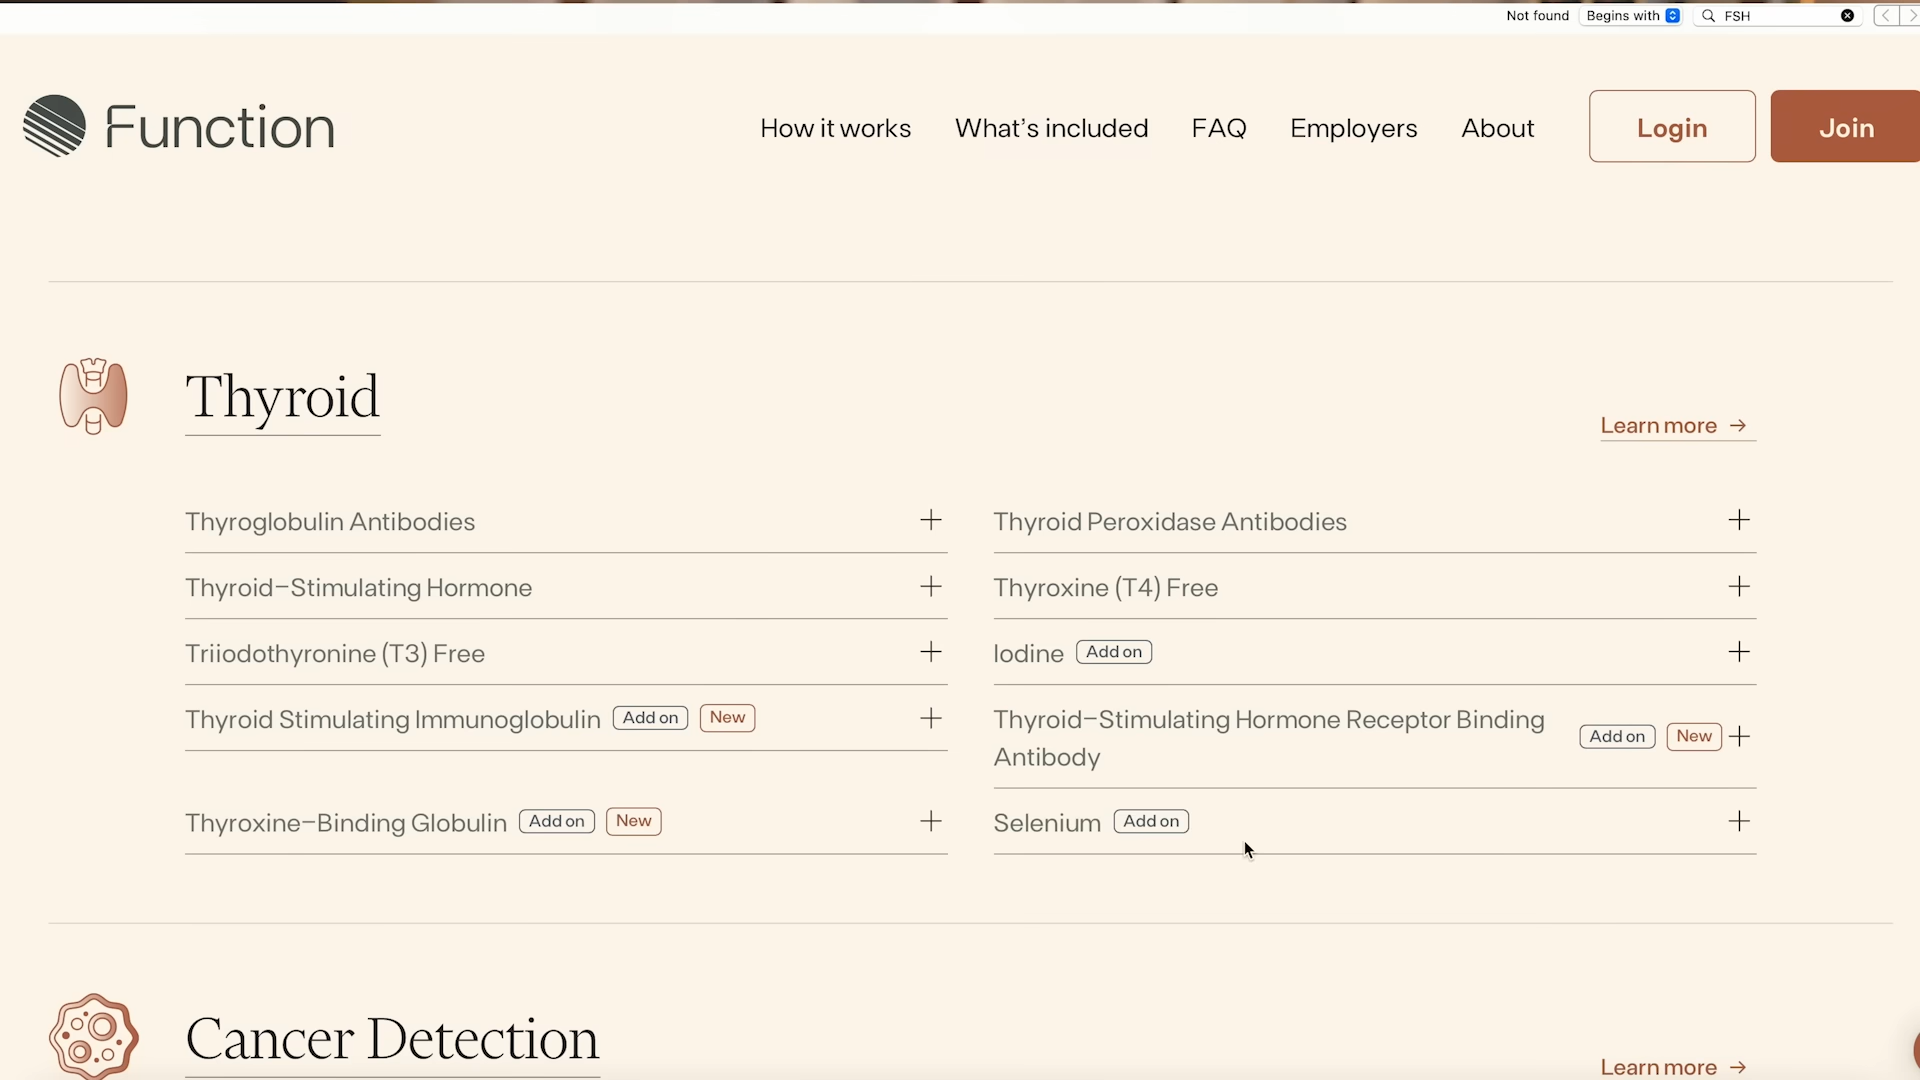 Not found Begins with FSH
Function How it works What's included FAQ Employers About Login Join
Thyroid
Learn more →
Thyroglobulin Antibodies
Thyroid Peroxidase Antibodies
Thyroid-Stimulating Hormone
Thyroxine (T4) Free
Triiodothyronine (T3) Free
Iodine Add on
Thyroid Stimulating Immunoglobulin Add on New
Thyroid-Stimulating Hormone Receptor Binding
Antibody Add on New
Thyroxine-Binding Globulin Add on New
Selenium Add on
Cancer Detection
Learn more →